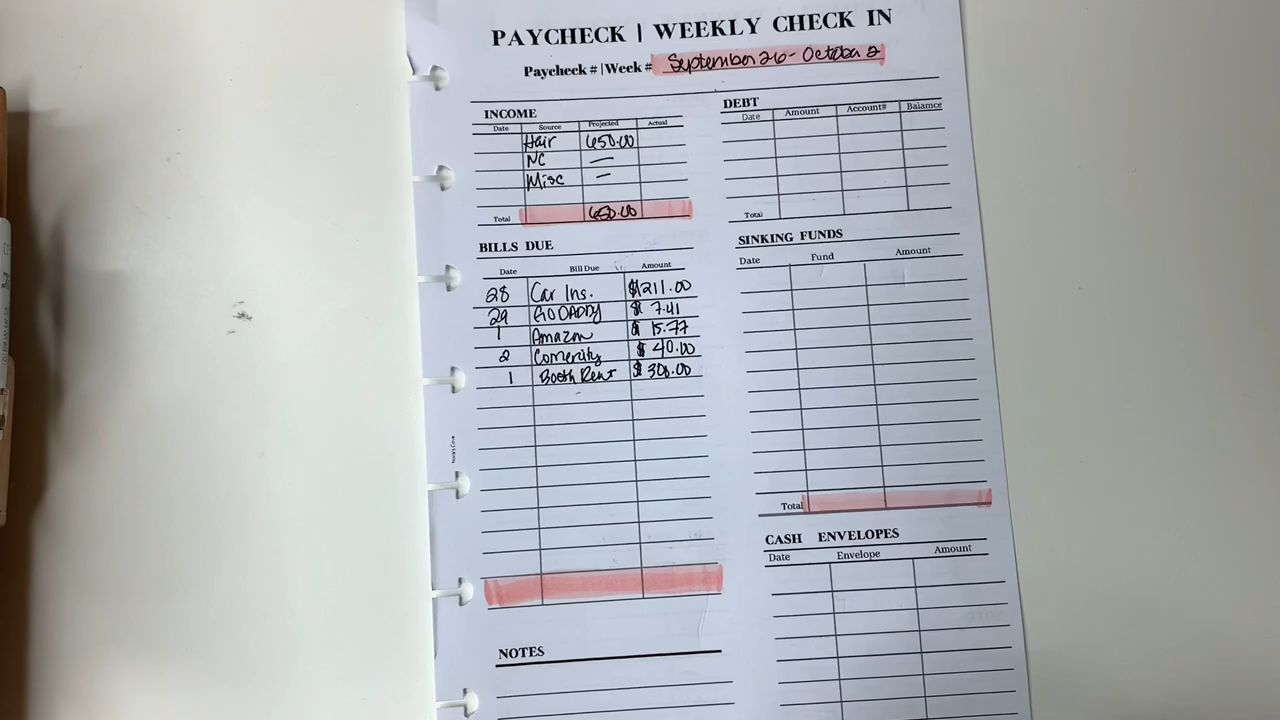 PAYCHECK | WEEKLY CHECK IN
Paycheck # | Week # September 26 - October 2
INCOME
Date Source Projected Actual
Hair 650.00
NC —
Misc —
Total 650.00
BILLS DUE
Date Bill Due Amount
28 Car Ins. $211.00
29 GODADDY $ 7.41
1 Amazon $ 15.77
2 Comenity $ 40.00
1 Booth Rent $ 300.00
NOTES
DEBT
Date Amount Account# Balamce
Total
SINKING FUNDS
Date Fund Amount
Total
CASH ENVELOPES
Date Envelope Amount